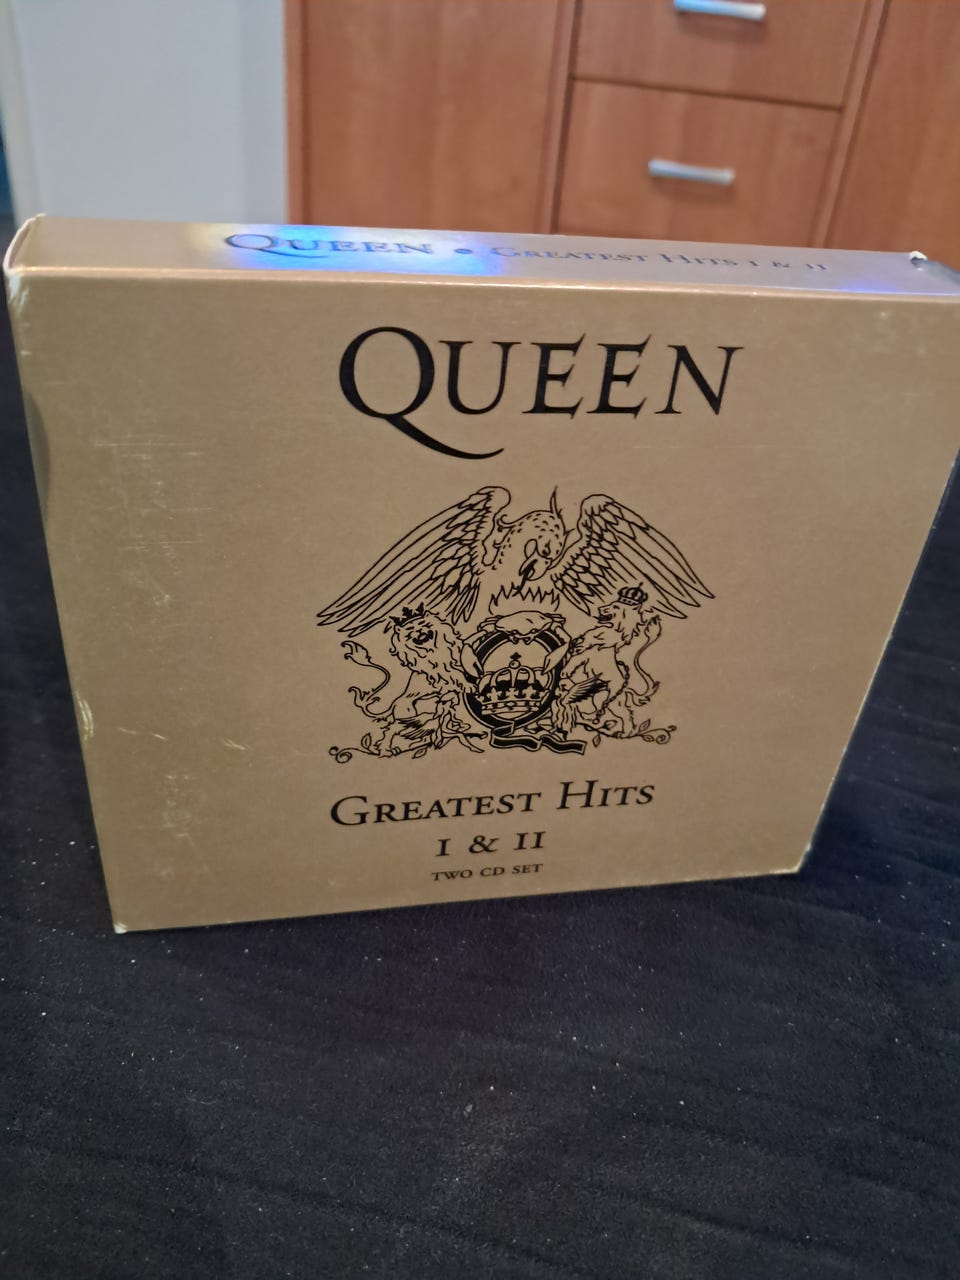 QUEEN • GREATEST HITS I & II
QUEEN
GREATEST HITS
I & II
TWO CD SET